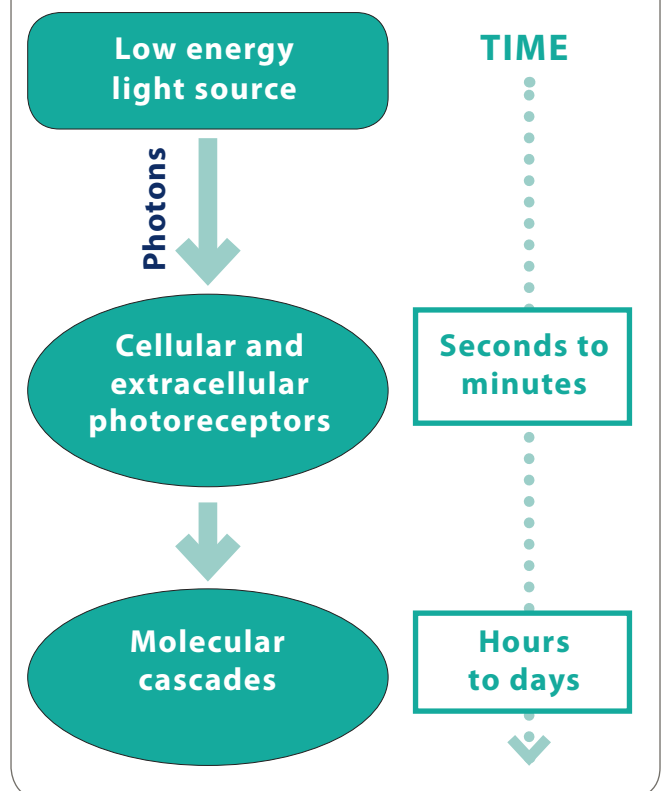 Low energy
light source
TIME
Photons
Cellular and
extracellular
photoreceptors
Seconds to
minutes
Molecular
cascades
Hours
to days